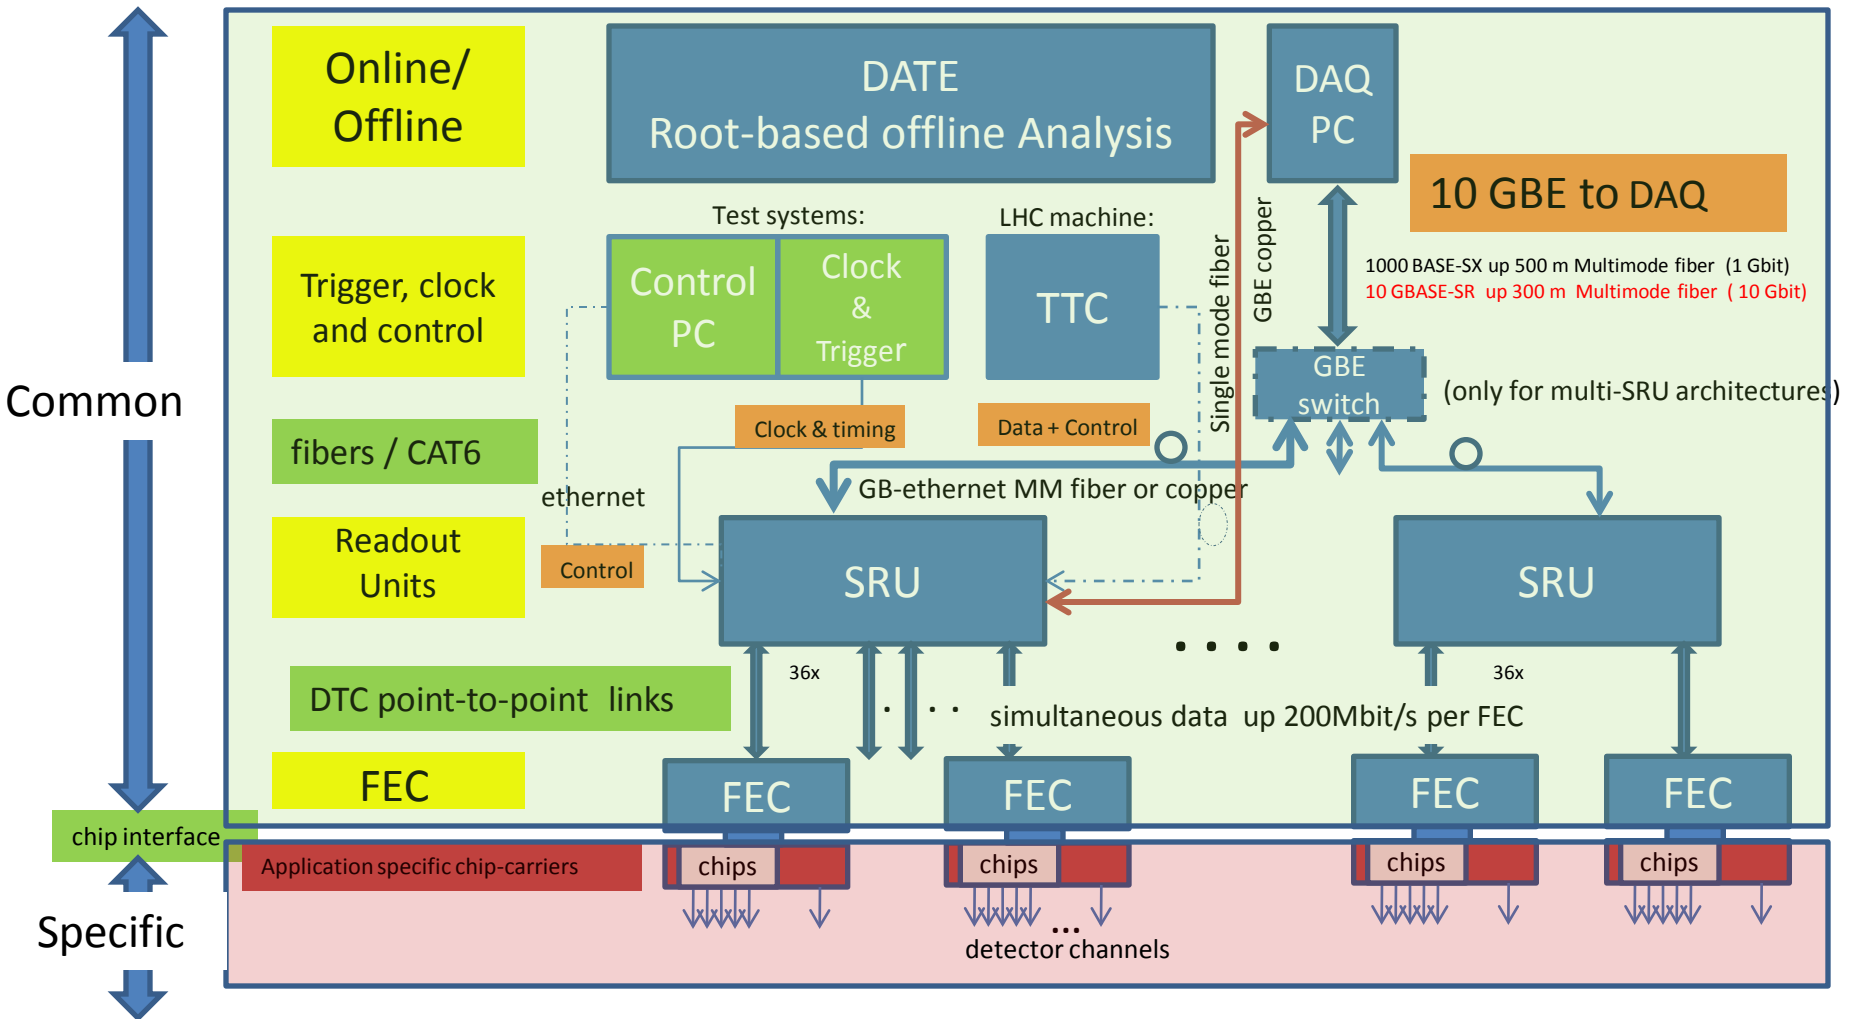 Online/
Offline
DATE
Root-based offline Analysis
DAQ
PC
10 GBE to DAQ
Test systems:
LHC machine:
Trigger, clock
and control
Control
PC
Clock
&
Trigger
TTC
Single mode fiber
GBE copper
1000 BASE-SX up 500 m Multimode fiber (1 Gbit)
10 GBASE-SR up 300 m Multimode fiber ( 10 Gbit)
GBE
switch
(only for multi-SRU architectures)
Common
fibers / CAT6
Clock & timing
Data + Control
ethernet
GB-ethernet MM fiber or copper
Readout
Units
Control
SRU
SRU
. . . .
36x
36x
DTC point-to-point links
. . .
simultaneous data up 200Mbit/s per FEC
FEC
FEC
FEC
FEC
FEC
chip interface
Application specific chip-carriers
chips
chips
chips
chips
Specific
...
detector channels